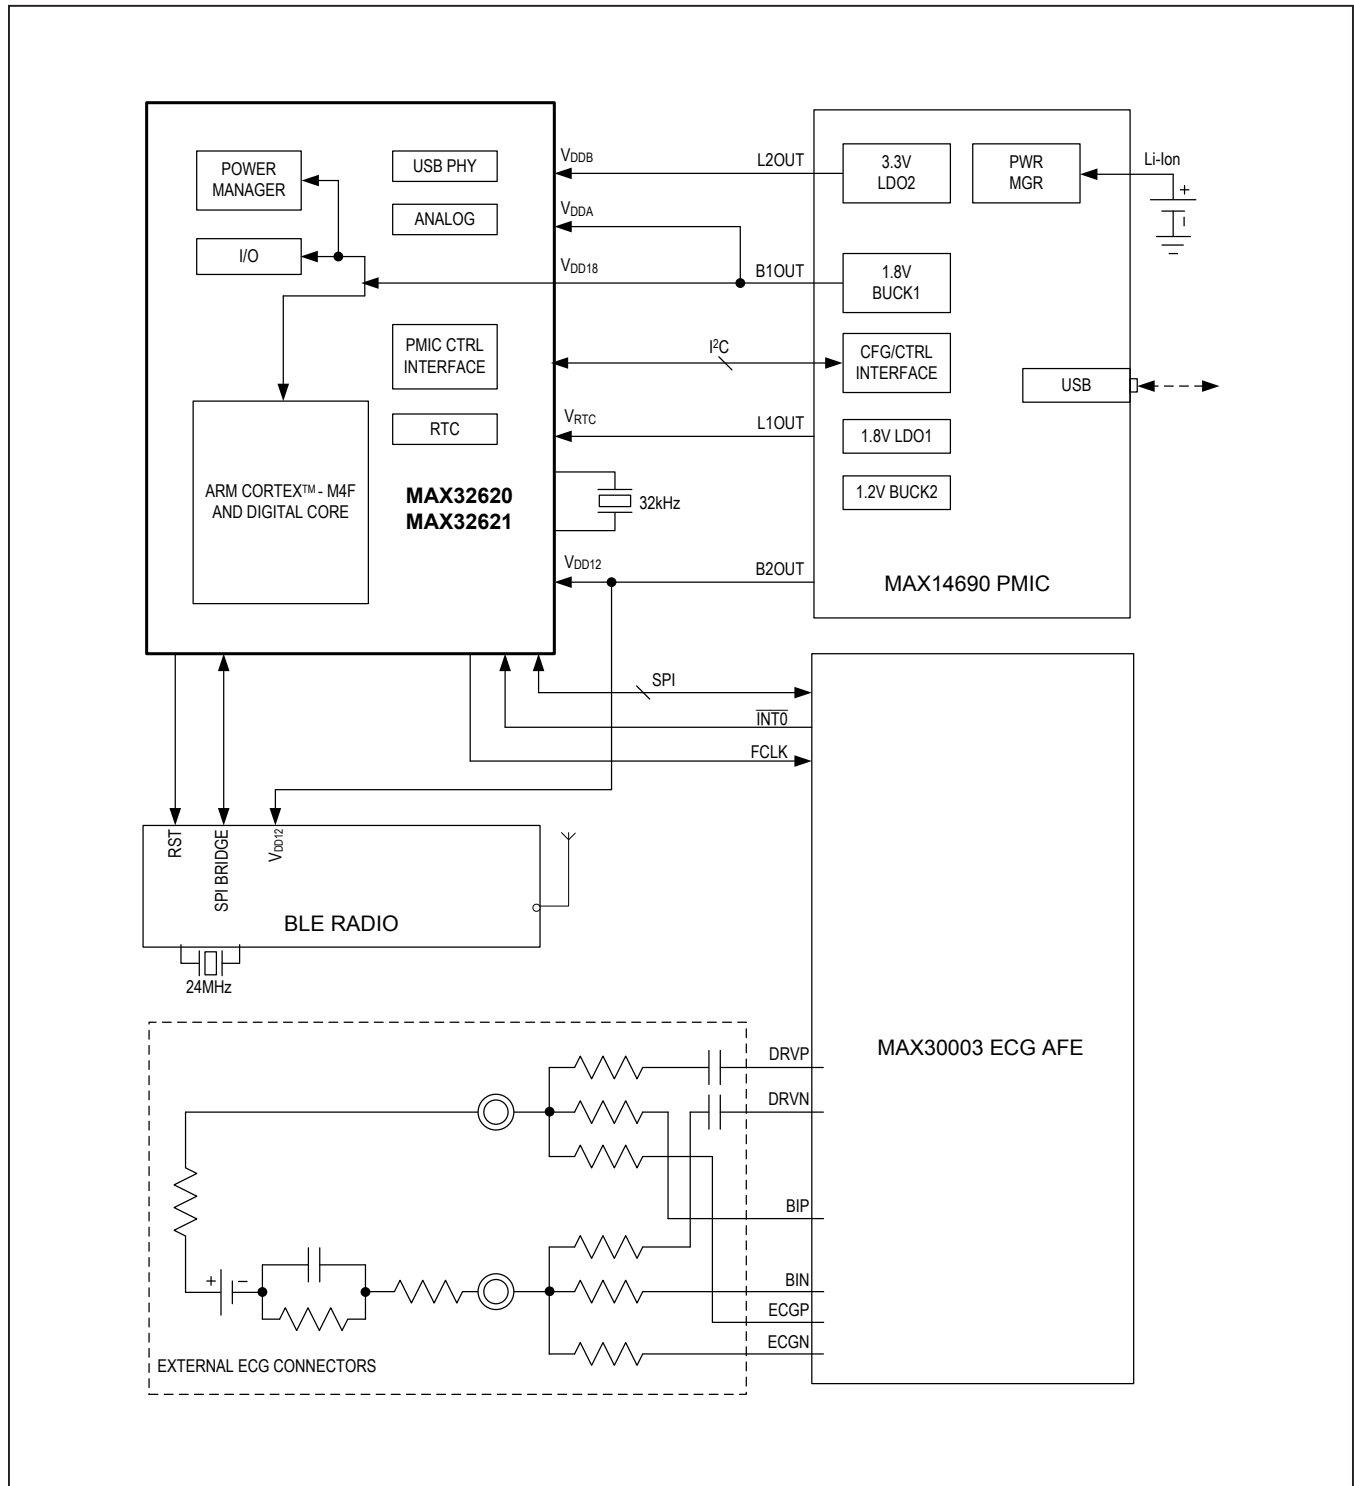 POWER
MANAGER
USB PHY
ANALOG
I/O
PMIC CTRL
INTERFACE
RTC
ARM CORTEX™ - M4F
AND DIGITAL CORE
MAX32620
MAX32621
VDDB
VDDA
VDD18
I²C
VRTC
32kHz
VDD12
L2OUT
B1OUT
L1OUT
B2OUT
3.3V
LDO2
PWR
MGR
Li-Ion
+
–
1.8V
BUCK1
CFG/CTRL
INTERFACE
USB
1.8V LDO1
1.2V BUCK2
MAX14690 PMIC
SPI
INT0
FCLK
RST
SPI BRIDGE
VDD12
BLE RADIO
24MHz
MAX30003 ECG AFE
DRVP
DRVN
BIP
BIN
ECGP
ECGN
+ –
EXTERNAL ECG CONNECTORS